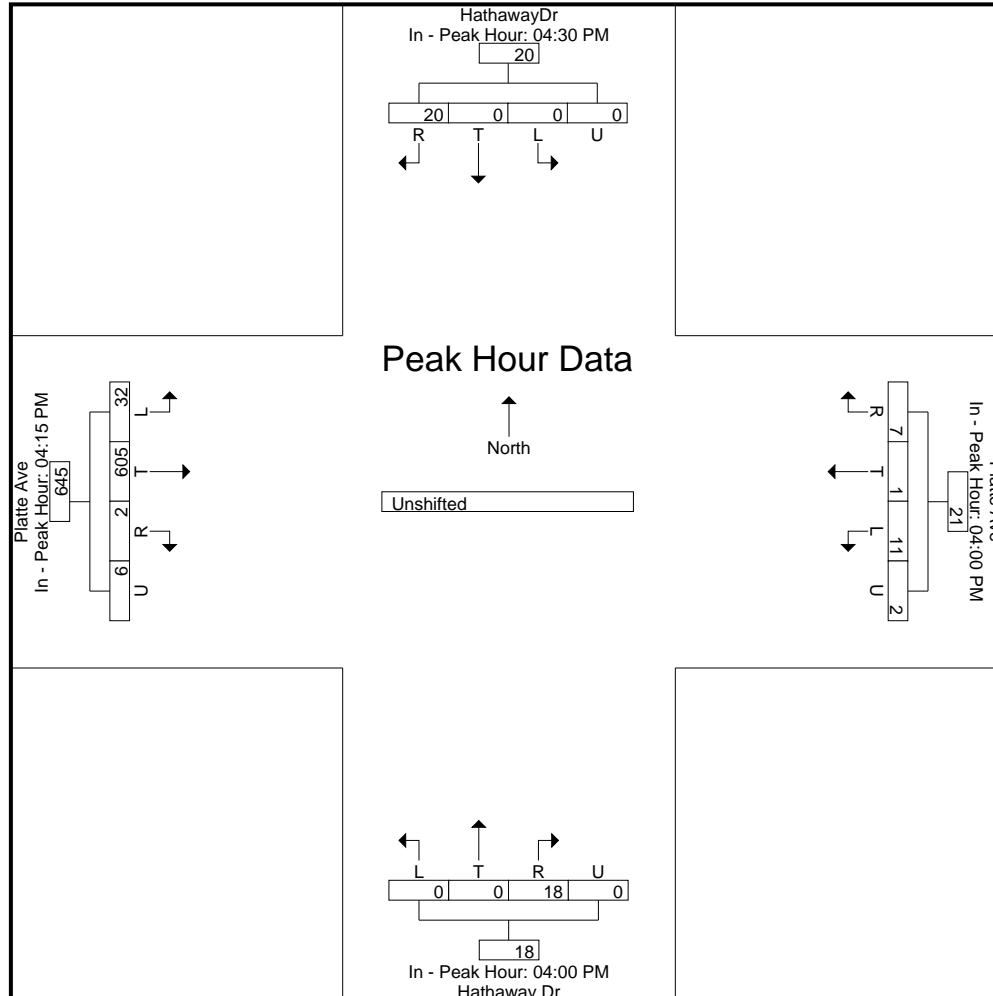 HathawayDr
In - Peak Hour: 04:30 PM
20
20 0 0 0
R T L U
Peak Hour Data
North
Unshifted
Platte Ave
In - Peak Hour: 04:15 PM
645
32 605 2 6
L T R U
In - Peak Hour: 04:00 PM
21
7 1 11 2
R T L U
L T R U
0 0 18 0
18
In - Peak Hour: 04:00 PM
Hathaway Dr